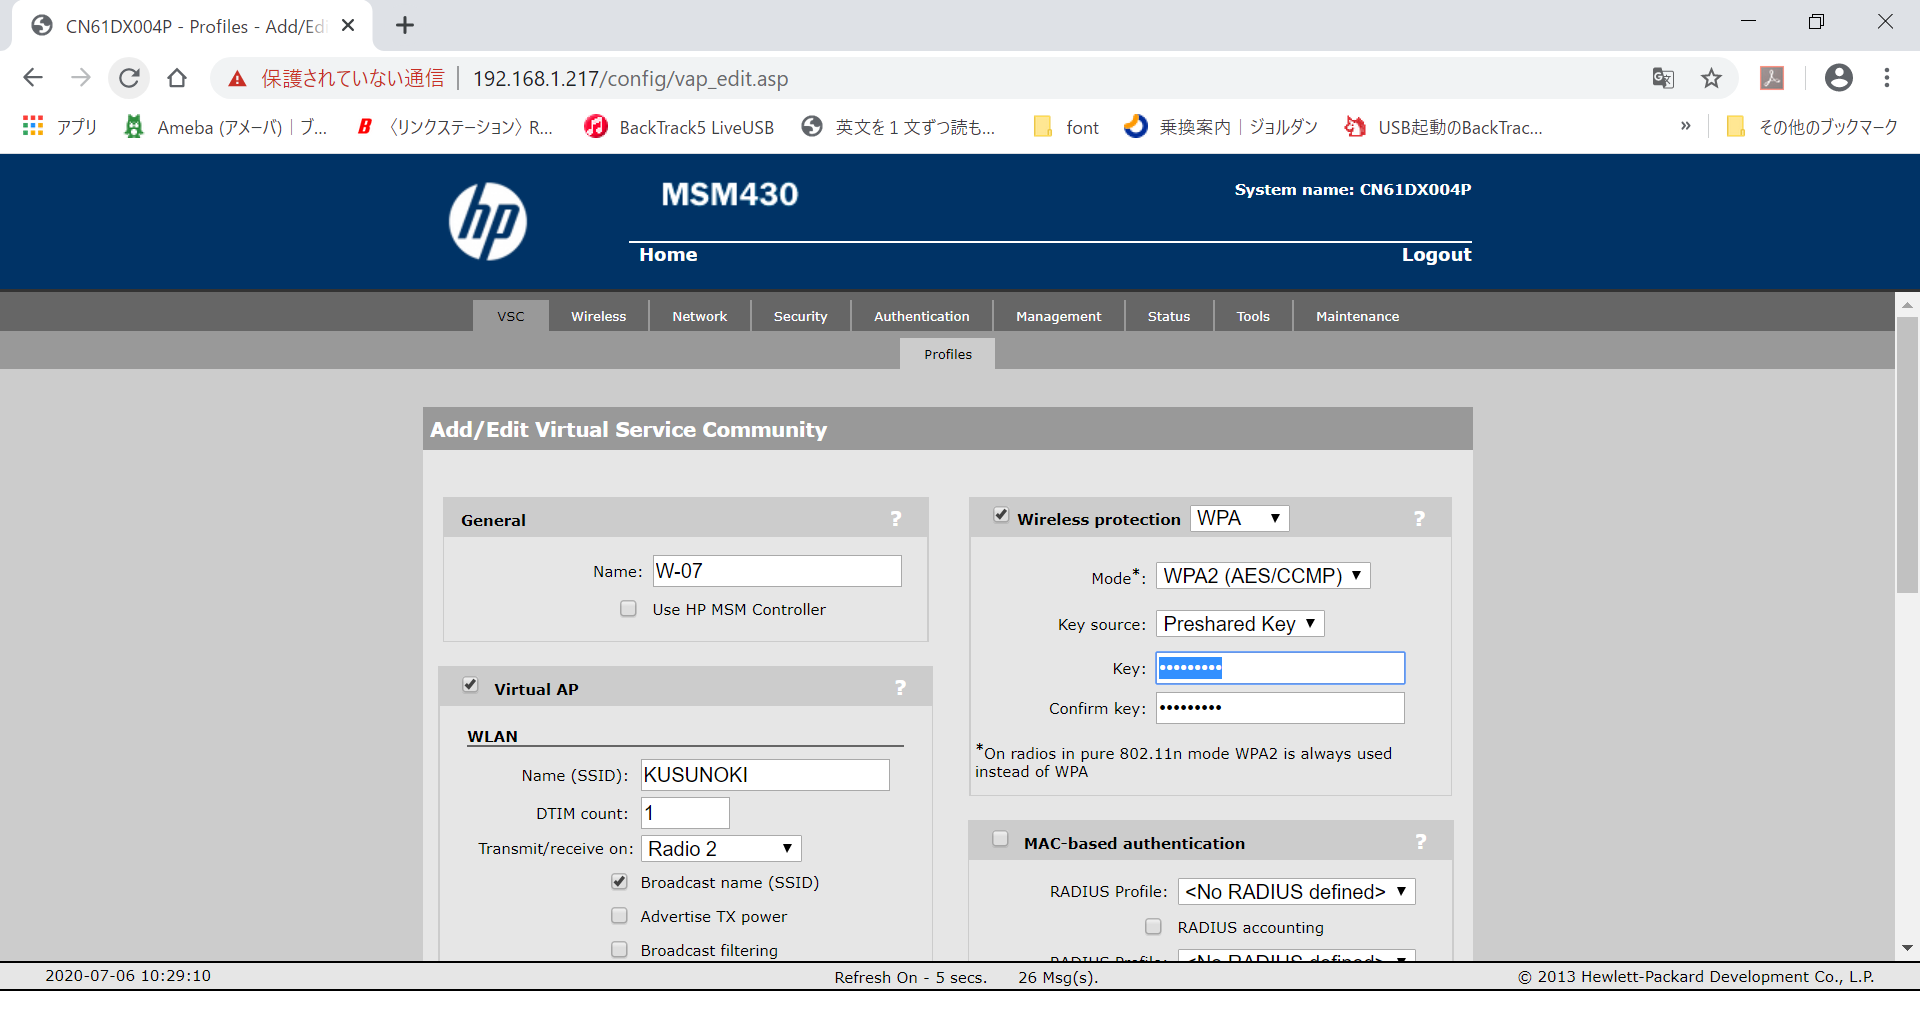 CN61DX004P - Profiles - Add/Ed
保護されていない通信 192.168.1.217/config/vap_edit.asp
アプリ Ameba (アメーバ)｜ブ... 〈リンクステーション〉R... BackTrack5 LiveUSB 英文を１文ずつ読も... font 乗換案内｜ジョルダン USB起動のBackTrac... » その他のブックマーク
hp
MSM430
System name: CN61DX004P
Home Logout
VSC Wireless Network Security Authentication Management Status Tools Maintenance
Profiles
Add/Edit Virtual Service Community
General ?
Name: W-07
Use HP MSM Controller
Virtual AP ?
WLAN
Name (SSID): KUSUNOKI
DTIM count: 1
Transmit/receive on: Radio 2
Broadcast name (SSID)
Advertise TX power
Broadcast filtering
Wireless protection WPA ?
Mode*: WPA2 (AES/CCMP)
Key source: Preshared Key
Key: •••••••••
Confirm key: •••••••••
*On radios in pure 802.11n mode WPA2 is always used
instead of WPA
MAC-based authentication ?
RADIUS Profile: <No RADIUS defined>
RADIUS accounting
RADIUS Profile: <No RADIUS defined>
2020-07-06 10:29:10 Refresh On - 5 secs. 26 Msg(s). © 2013 Hewlett-Packard Development Co., L.P.